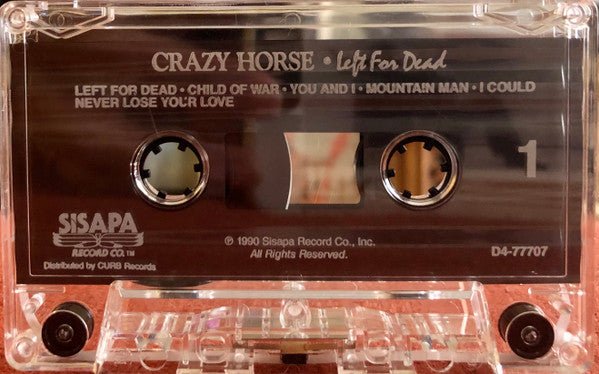 CRAZY HORSE • Left For Dead
LEFT FOR DEAD • CHILD OF WAR • YOU AND I • MOUNTAIN MAN • I COULD
NEVER LOSE YOUR LOVE
1
SISAPA
RECORD CO.™
Distributed by CURB Records
℗ 1990 Sisapa Record Co., Inc.
All Rights Reserved.
D4-77707